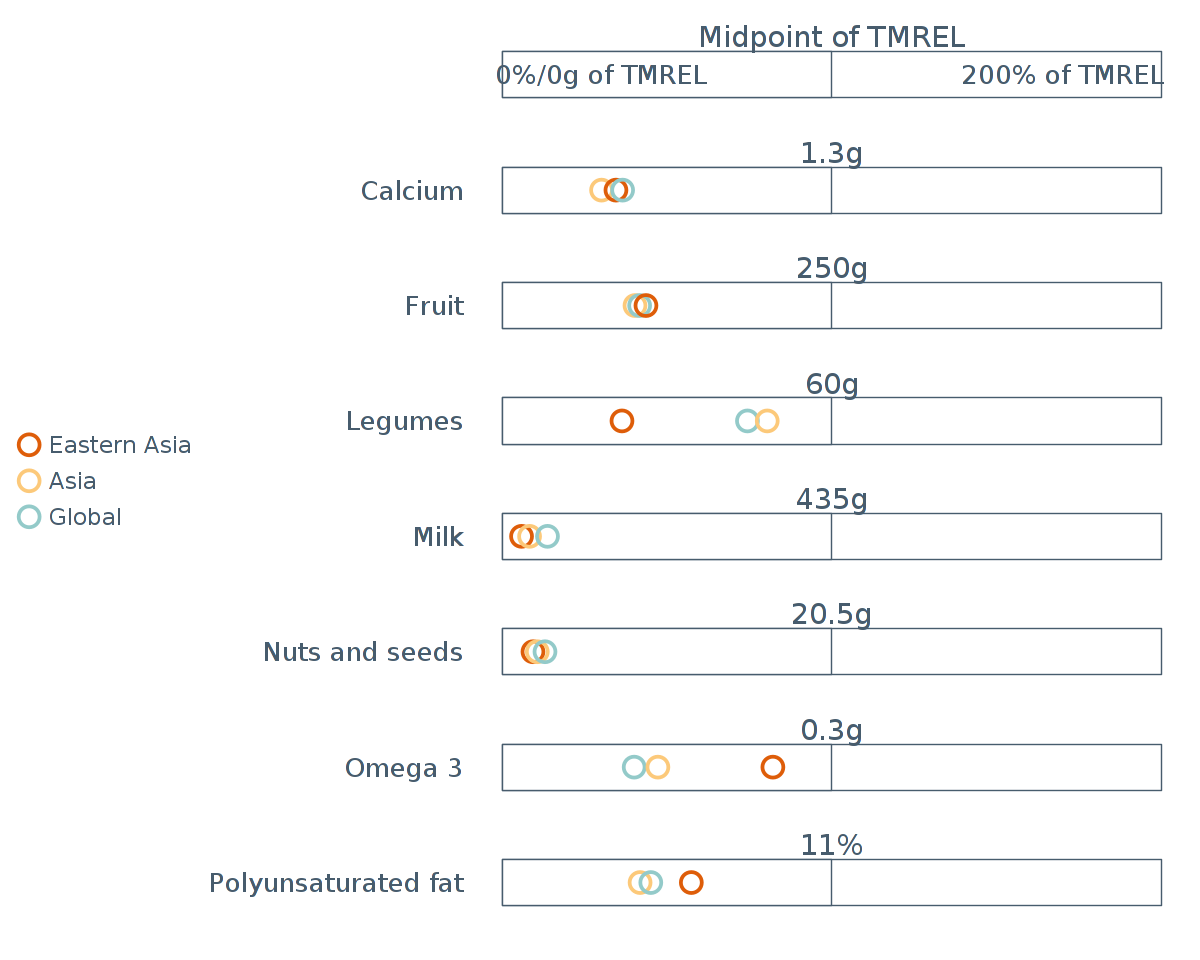 Midpoint of TMREL
0%/0g of TMREL
200% of TMREL
1.3g
Calcium
250g
Fruit
60g
Legumes
Eastern Asia
Asia
Global
435g
Milk
20.5g
Nuts and seeds
0.3g
Omega 3
11%
Polyunsaturated fat